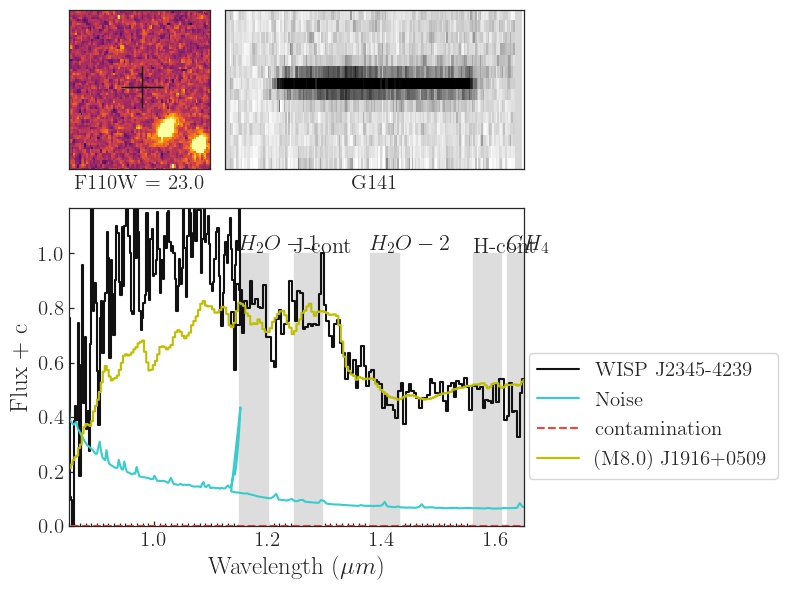 F110W = 23.0
G141
H₂O − 1
J-cont
H₂O − 2
H-cont
CH₄
1.0
0.8
0.6
0.4
0.2
0.0
Flux + c
1.0
1.2
1.4
1.6
Wavelength (μm)
WISP J2345-4239
Noise
contamination
(M8.0) J1916+0509